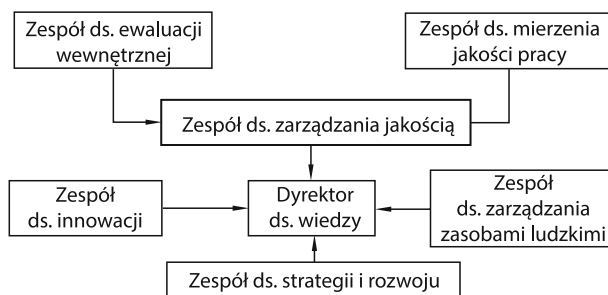 Zespół ds. ewaluacji
wewnętrznej
Zespół ds. mierzenia
jakości pracy
Zespół ds. zarządzania jakością
Zespół
ds. innowacji
Dyrektor
ds. wiedzy
Zespół
ds. zarządzania
zasobami ludzkimi
Zespół ds. strategii i rozwoju